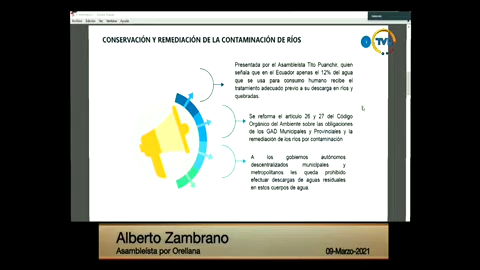 TV
CONSERVACIÓN Y REMEDIACIÓN DE LA CONTAMINACIÓN DE RÍOS
Presentada por el Asambleísta Tito Puanchir, quien
señala que en el Ecuador apenas el 12% del agua
que se usa para consumo humano recibe el
tratamiento adecuado previo a su descarga en ríos y
quebradas.
Se reforma el artículo 26 y 27 del Código
Orgánico del Ambiente sobre las obligaciones
de los GAD Municipales y Provinciales y la
remediación de los ríos por contaminación
A los gobiernos autónomos
descentralizados municipales y
metropolitanos les queda prohibido
efectuar descargas de aguas residuales
en estos cuerpos de agua
Alberto Zambrano
Asambleísta por Orellana
09-Marzo-2021